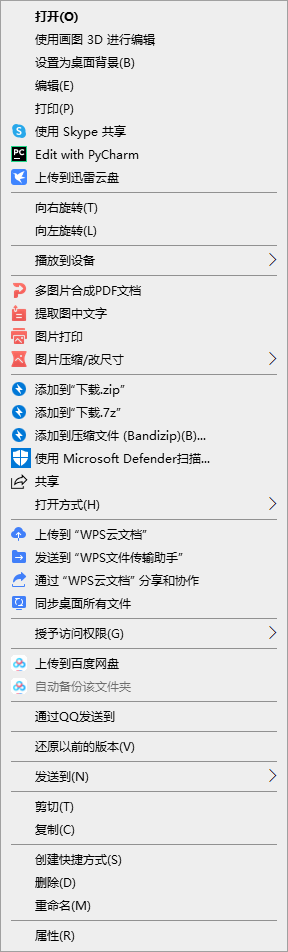 打开(O)
使用画图 3D 进行编辑
设置为桌面背景(B)
编辑(E)
打印(P)
使用 Skype 共享
PC
Edit with PyCharm
上传到迅雷云盘
向右旋转(T)
向左旋转(L)
播放到设备
多图片合成PDF文档
提取图中文字
图片打印
图片压缩/改尺寸
添加到“下载.zip”
添加到“下载.7z”
添加到压缩文件 (Bandizip)(B)...
使用 Microsoft Defender扫描...
共享
打开方式(H)
上传到 “WPS云文档”
发送到 “WPS文件传输助手”
通过 “WPS云文档” 分享和协作
同步桌面所有文件
授予访问权限(G)
上传到百度网盘
自动备份该文件夹
通过QQ发送到
还原以前的版本(V)
发送到(N)
剪切(T)
复制(C)
创建快捷方式(S)
删除(D)
重命名(M)
属性(R)